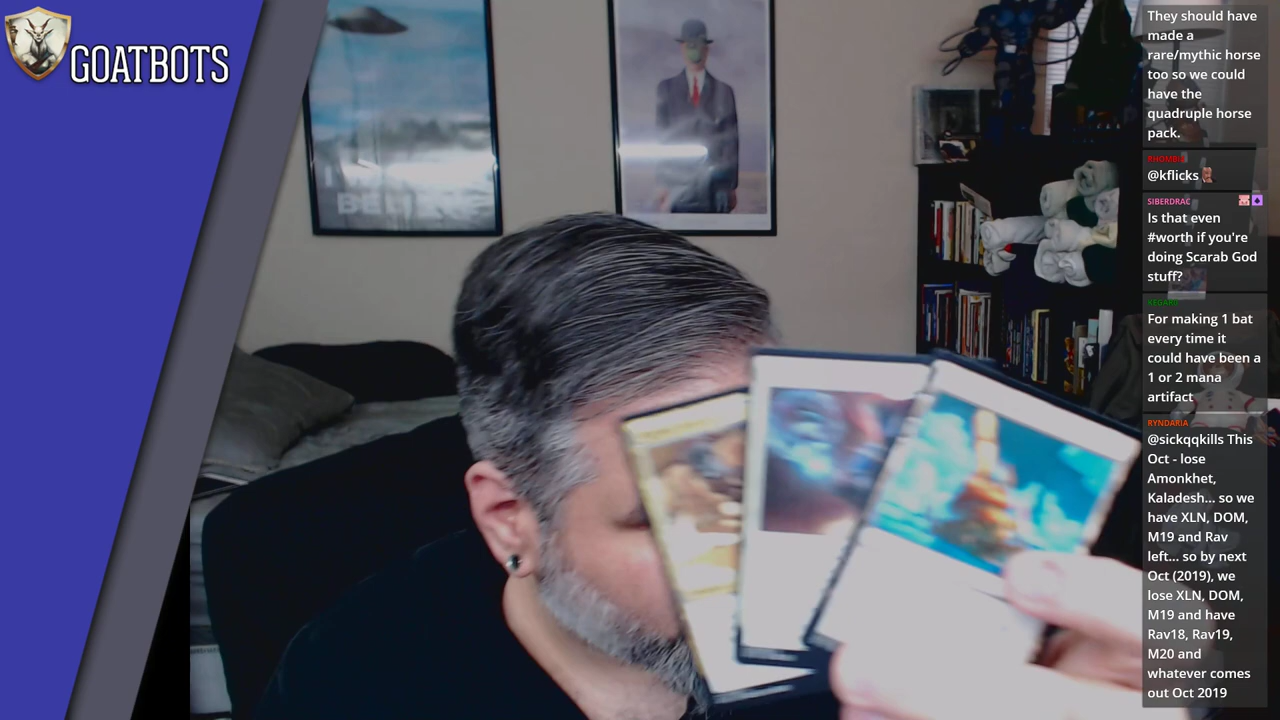 GOATBOTS
They should have
made a
rare/mythic horse
too so we could
have the
quadruple horse
pack.
RHOMBIC
@kflicks
SIBERDRAC
Is that even
#worth if you're
doing Scarab God
stuff?
For making 1 bat
every time it
could have been a
1 or 2 mana
artifact
RYNDARIA
@sickqqkills This
Oct - lose
Amonkhet,
Kaladesh... so we
have XLN, DOM,
M19 and Rav
left... so by next
Oct (2019), we
lose XLN, DOM,
M19 and have
Rav18, Rav19,
M20 and
whatever comes
out Oct 2019